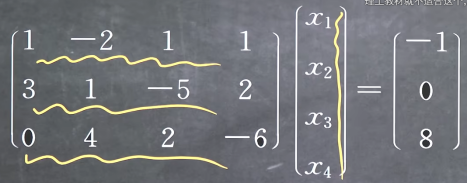 1 -2 1 1 x₁ -1
3 1 -5 2 x₂ = 0
0 4 2 -6 x₃ 8
x₄